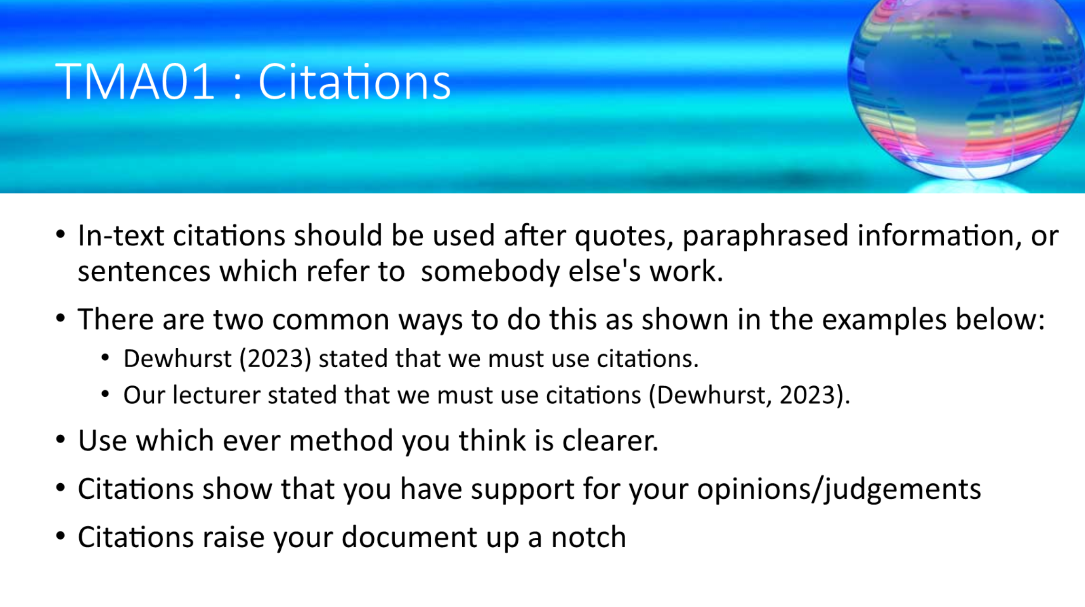 TMA01 : Citations
• In-text citations should be used after quotes, paraphrased information, or
sentences which refer to  somebody else's work.
• There are two common ways to do this as shown in the examples below:
• Dewhurst (2023) stated that we must use citations.
• Our lecturer stated that we must use citations (Dewhurst, 2023).
• Use which ever method you think is clearer.
• Citations show that you have support for your opinions/judgements
• Citations raise your document up a notch